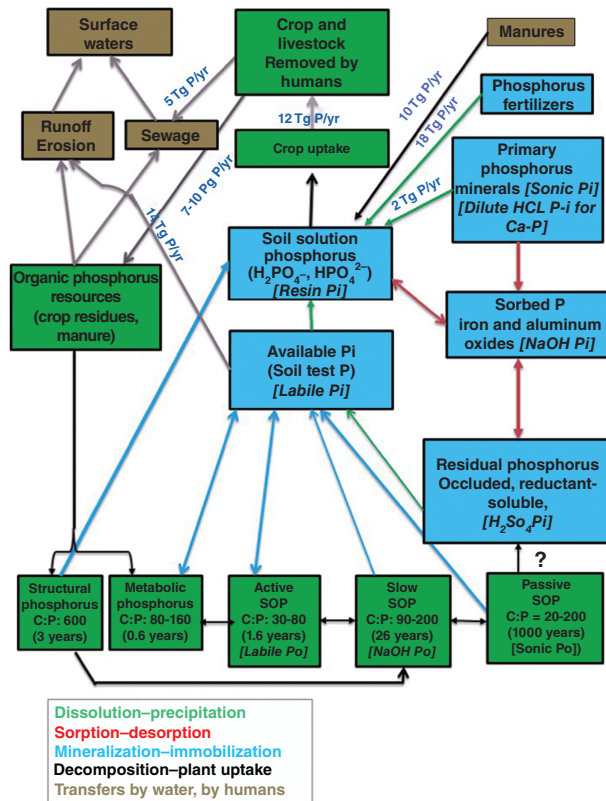 Surface
waters
Crop and
livestock
Removed by
humans
Manures
Phosphorus
fertilizers
5 Tg P/yr
10 Tg P/yr
18 Tg P/yr
Runoff
Erosion
Sewage
12 Tg P/yr
Crop uptake
7-10 Pg P/yr
14 Tg P/yr
2 Tg P/yr
Primary
phosphorus
minerals [Sonic Pi]
[Dilute HCL P-i for
Ca-P]
Soil solution
phosphorus
(H₂PO₄–, HPO₄²–)
[Resin Pi]
Organic phosphorus
resources
(crop residues,
manure)
Sorbed P
iron and aluminum
oxides [NaOH Pi]
Available Pi
(Soil test P)
[Labile Pi]
Residual phosphorus
Occluded, reductant-
soluble,
[H₂So₄Pi]
?
Structural
phosphorus
C:P: 600
(3 years)
Metabolic
phosphorus
C:P: 80-160
(0.6 years)
Active
SOP
C:P: 30-80
(1.6 years)
[Labile Po]
Slow
SOP
C:P: 90-200
(26 years)
[NaOH Po]
Passive
SOP
C:P = 20-200
(1000 years)
[Sonic Po])
Dissolution–precipitation
Sorption–desorption
Mineralization–immobilization
Decomposition–plant uptake
Transfers by water, by humans